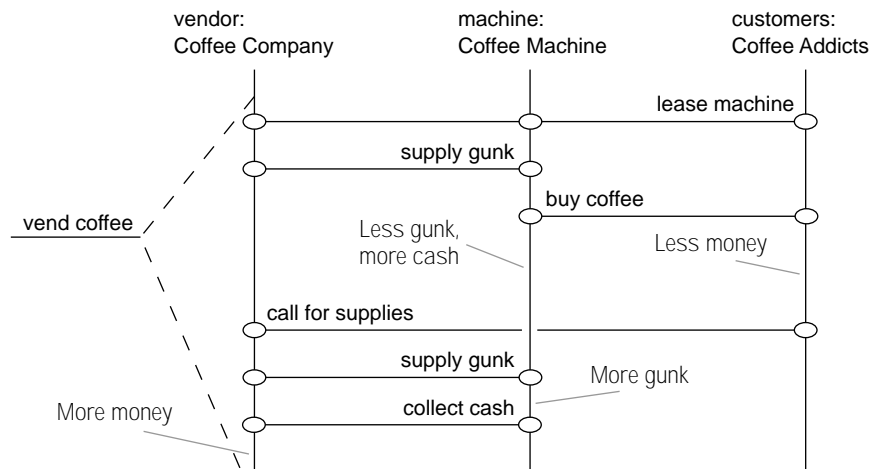 vendor:
Coffee Company
machine:
Coffee Machine
customers:
Coffee Addicts
lease machine
supply gunk
buy coffee
vend coffee
Less gunk,
more cash
Less money
call for supplies
supply gunk
More gunk
More money
collect cash